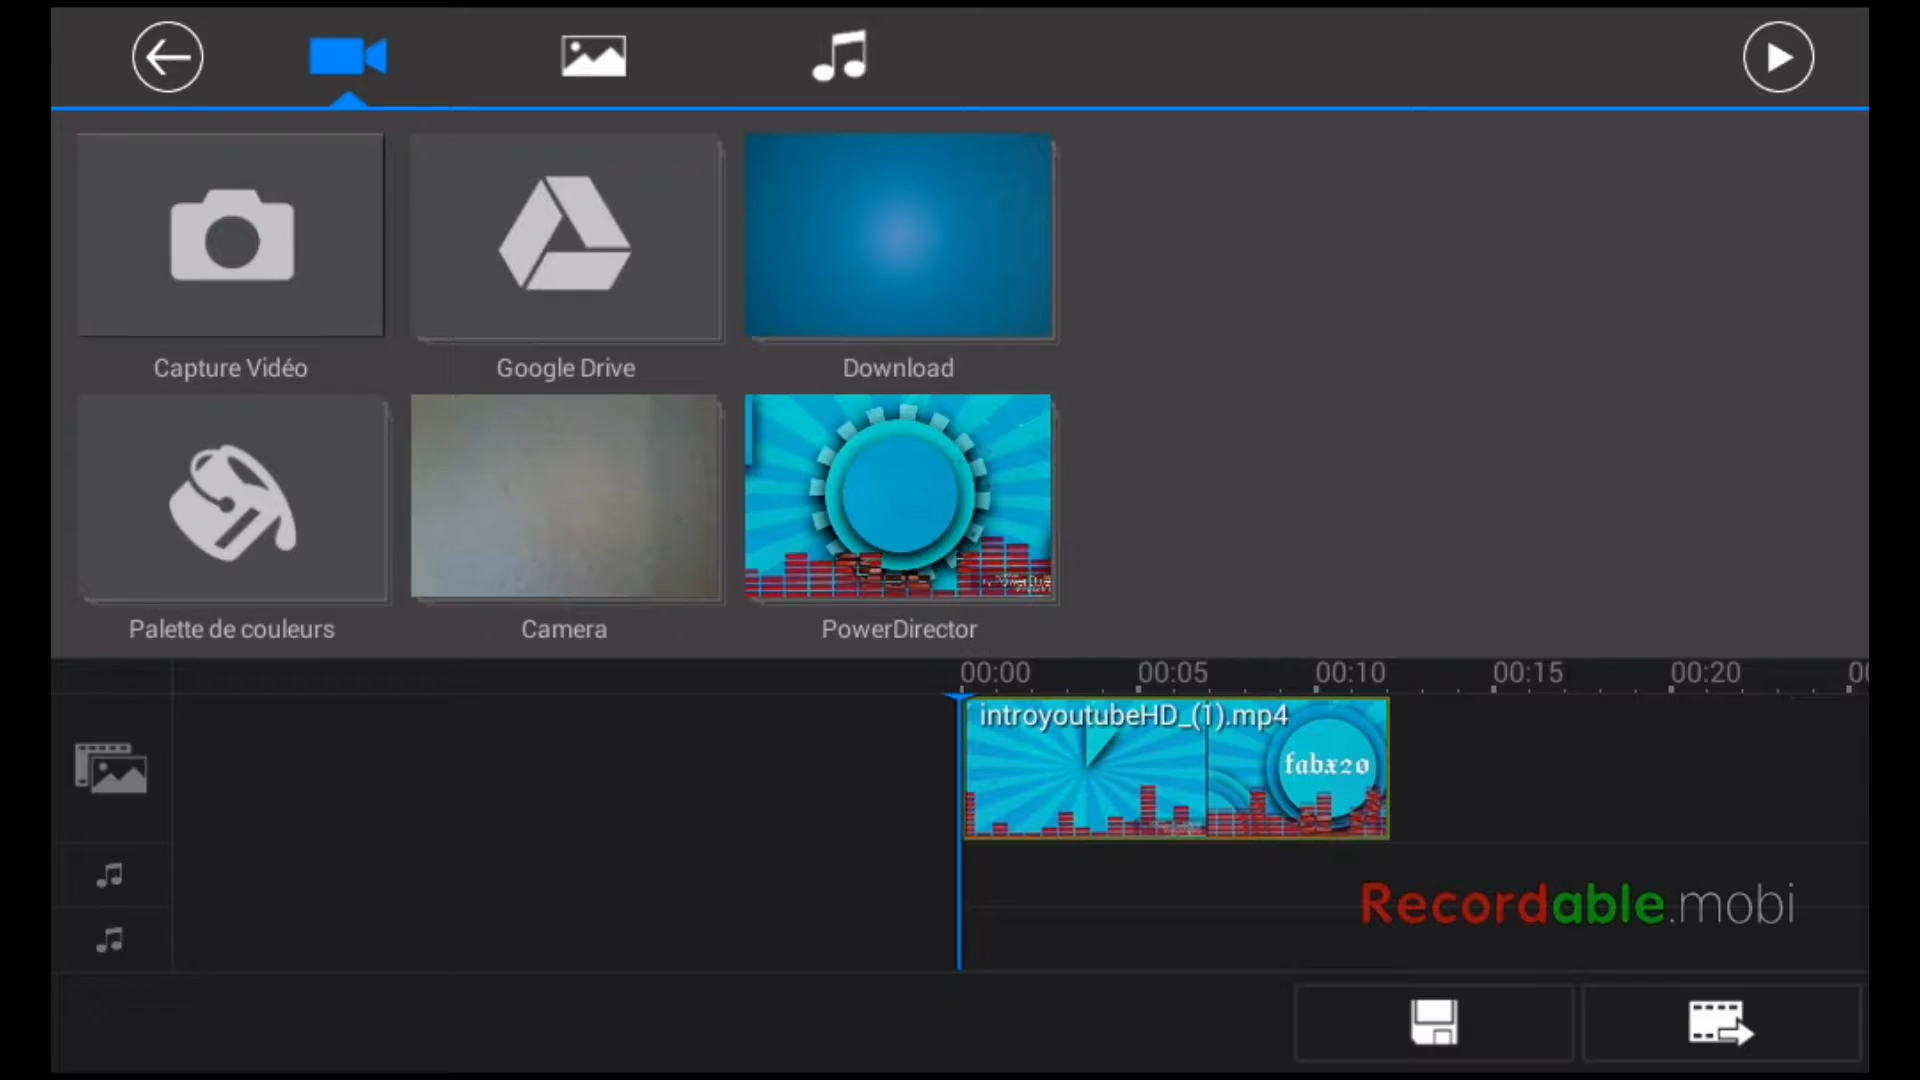 Capture Vidéo
Google Drive
Download
Palette de couleurs
Camera
PowerDirector
00:00
00:05
00:10
00:15
00:20
introyoutubeHD_(1).mp4
fabx20
Recordable.mobi